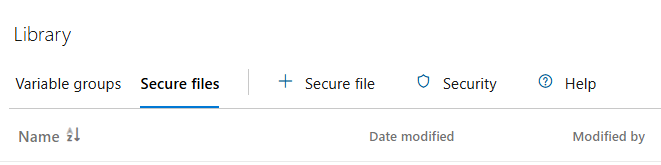 Library
Variable groups Secure files + Secure file Security Help
Name Date modified Modified by